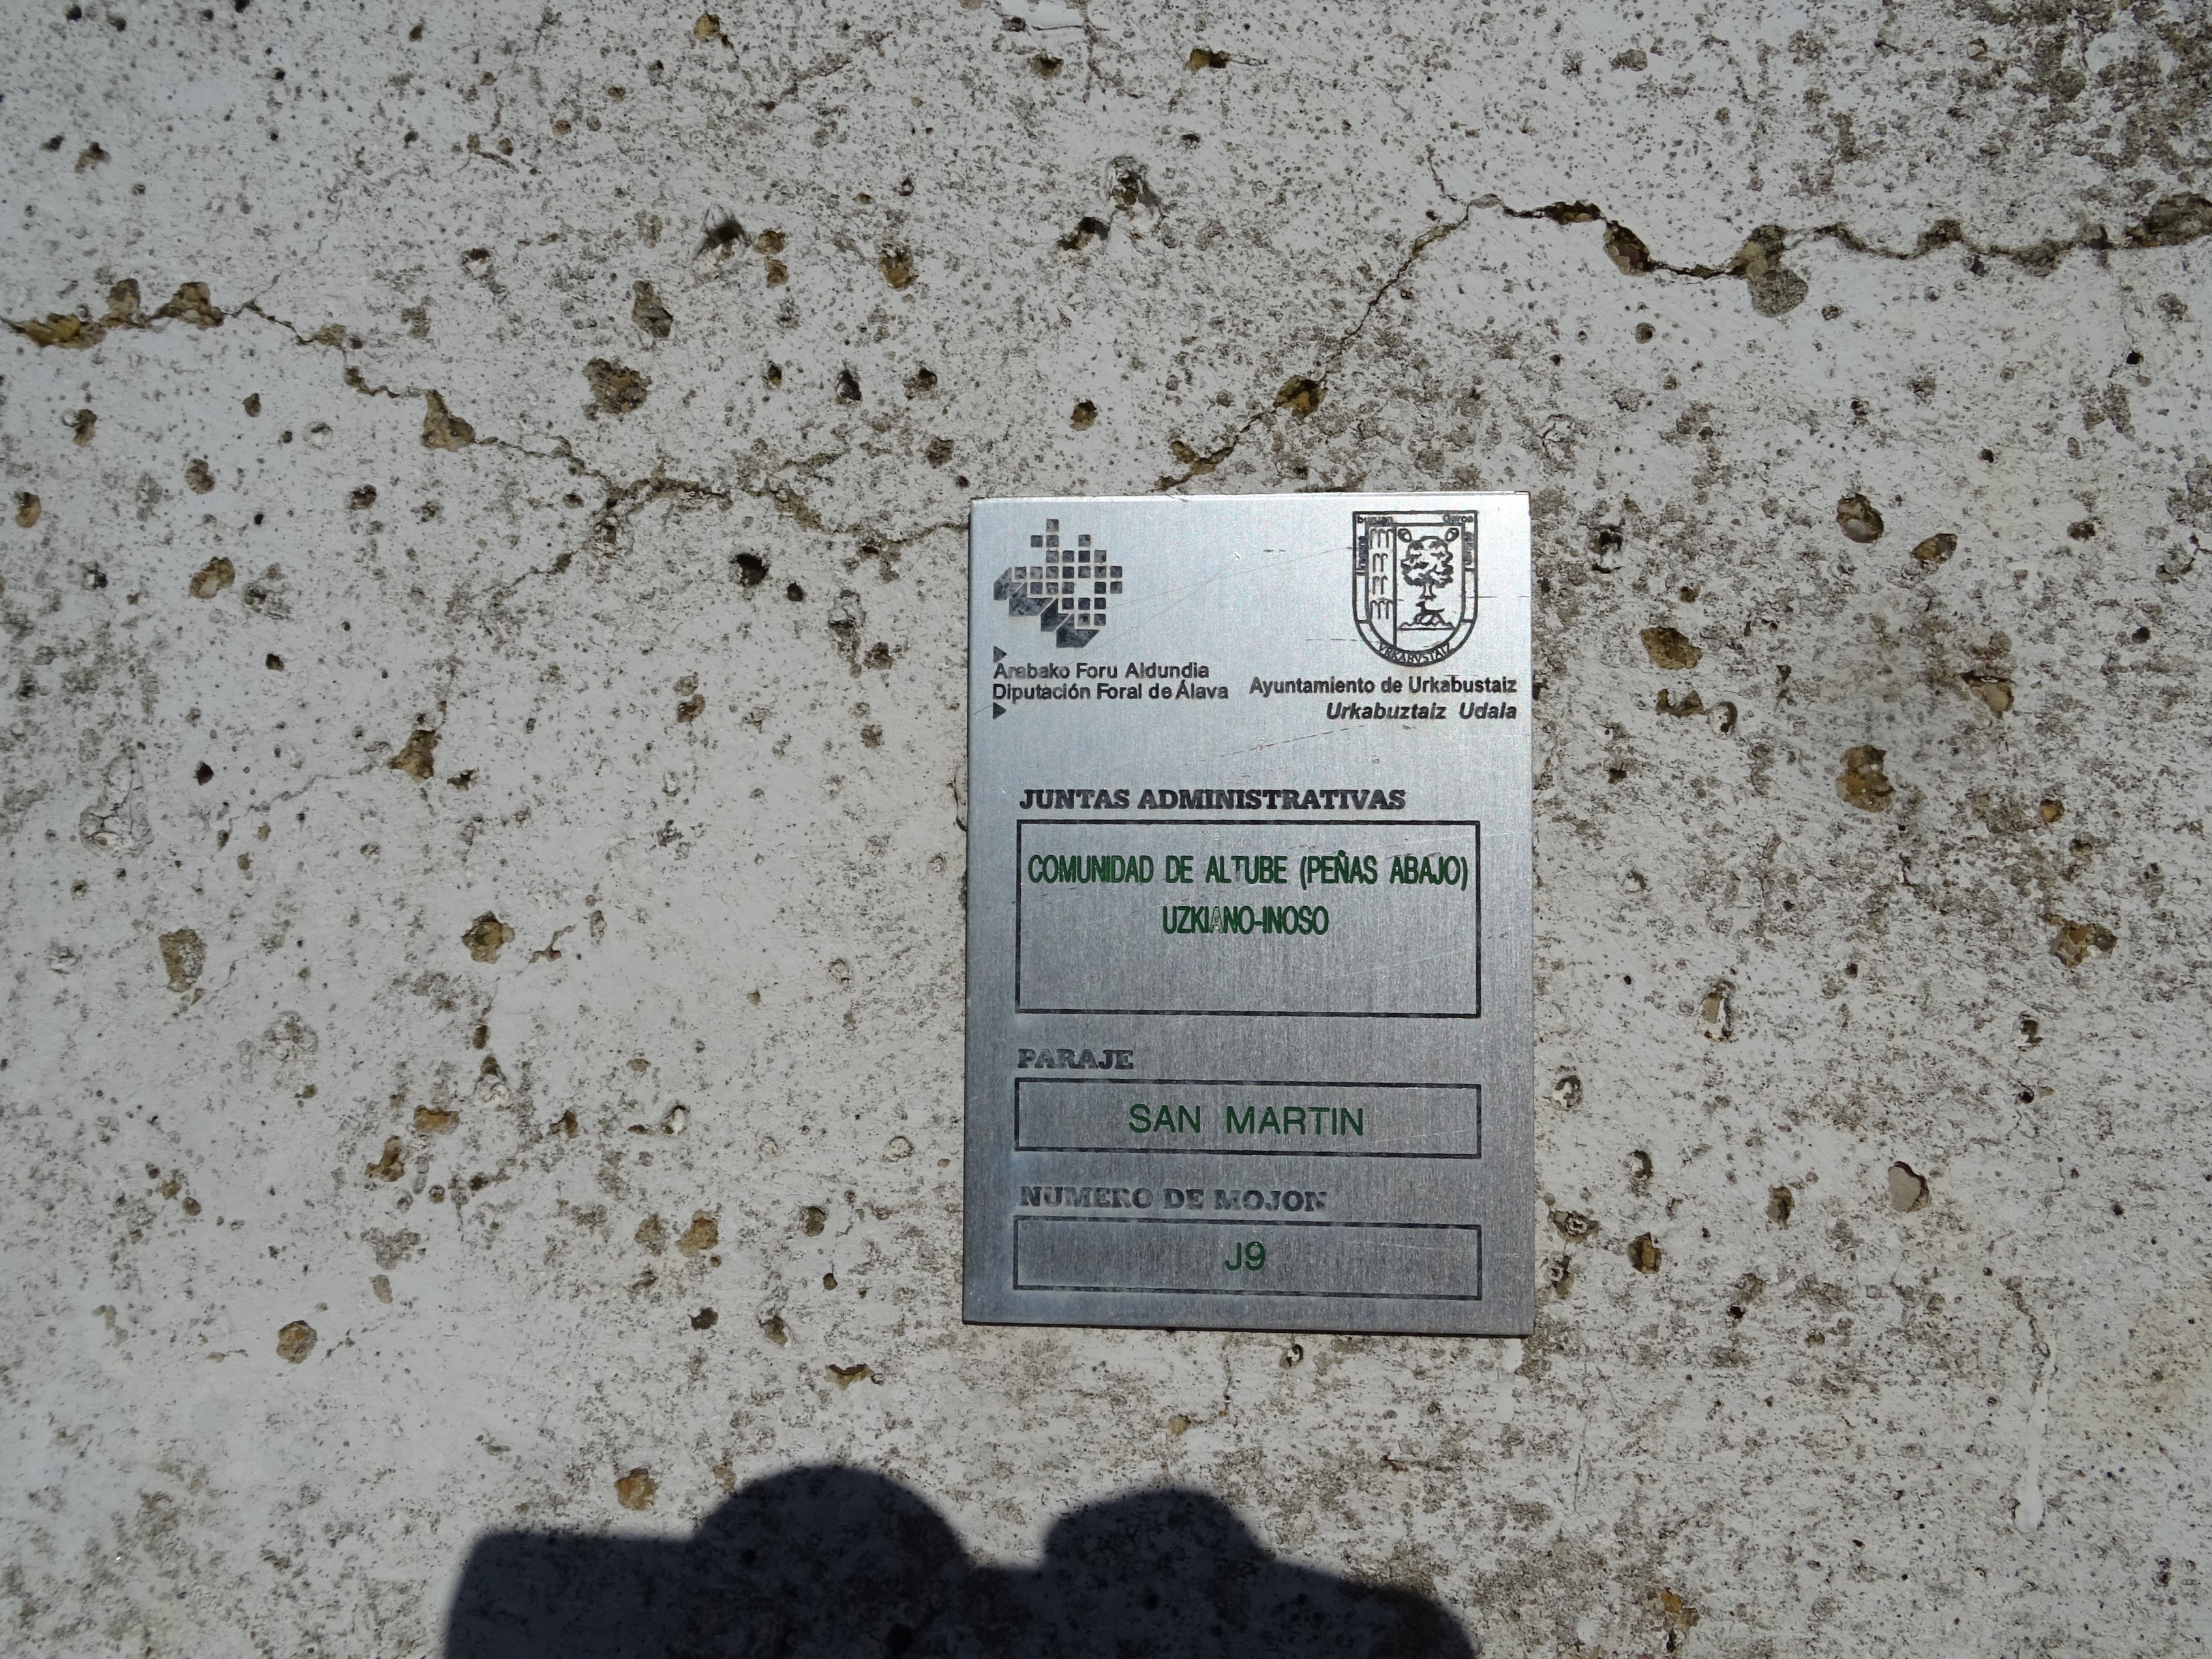 Arabako Foru Aldundia
Diputación Foral de Álava
Ayuntamiento de Urkabustaiz
Urkabuztaiz Udala
URKABUSTAIZ
JUNTAS ADMINISTRATIVAS
COMUNIDAD DE ALTUBE (PEÑAS ABAJO)
UZKIANO-INOSO
PARAJE
SAN MARTIN
NUMERO DE MOJON
J9